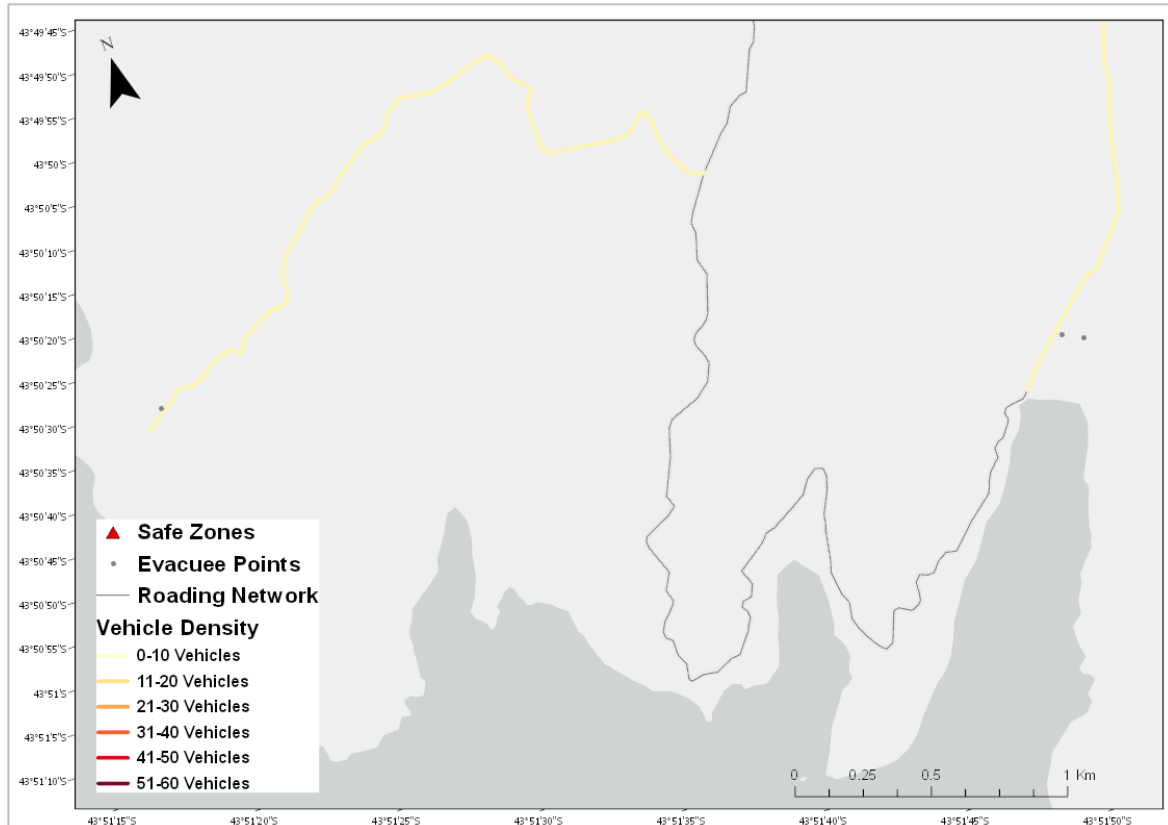 N
43°49'45"S
43°49'50"S
43°49'55"S
43°50'S
43°50'5"S
43°50'10"S
43°50'15"S
43°50'20"S
43°50'25"S
43°50'30"S
43°50'35"S
43°50'40"S
43°50'45"S
43°50'50"S
43°50'55"S
43°51'S
43°51'5"S
43°51'10"S
Safe Zones
Evacuee Points
Roading Network
Vehicle Density
0-10 Vehicles
11-20 Vehicles
21-30 Vehicles
31-40 Vehicles
41-50 Vehicles
51-60 Vehicles
0 0.25 0.5 1 Km
43°51'15"S 43°51'20"S 43°51'25"S 43°51'30"S 43°51'35"S 43°51'40"S 43°51'45"S 43°51'50"S